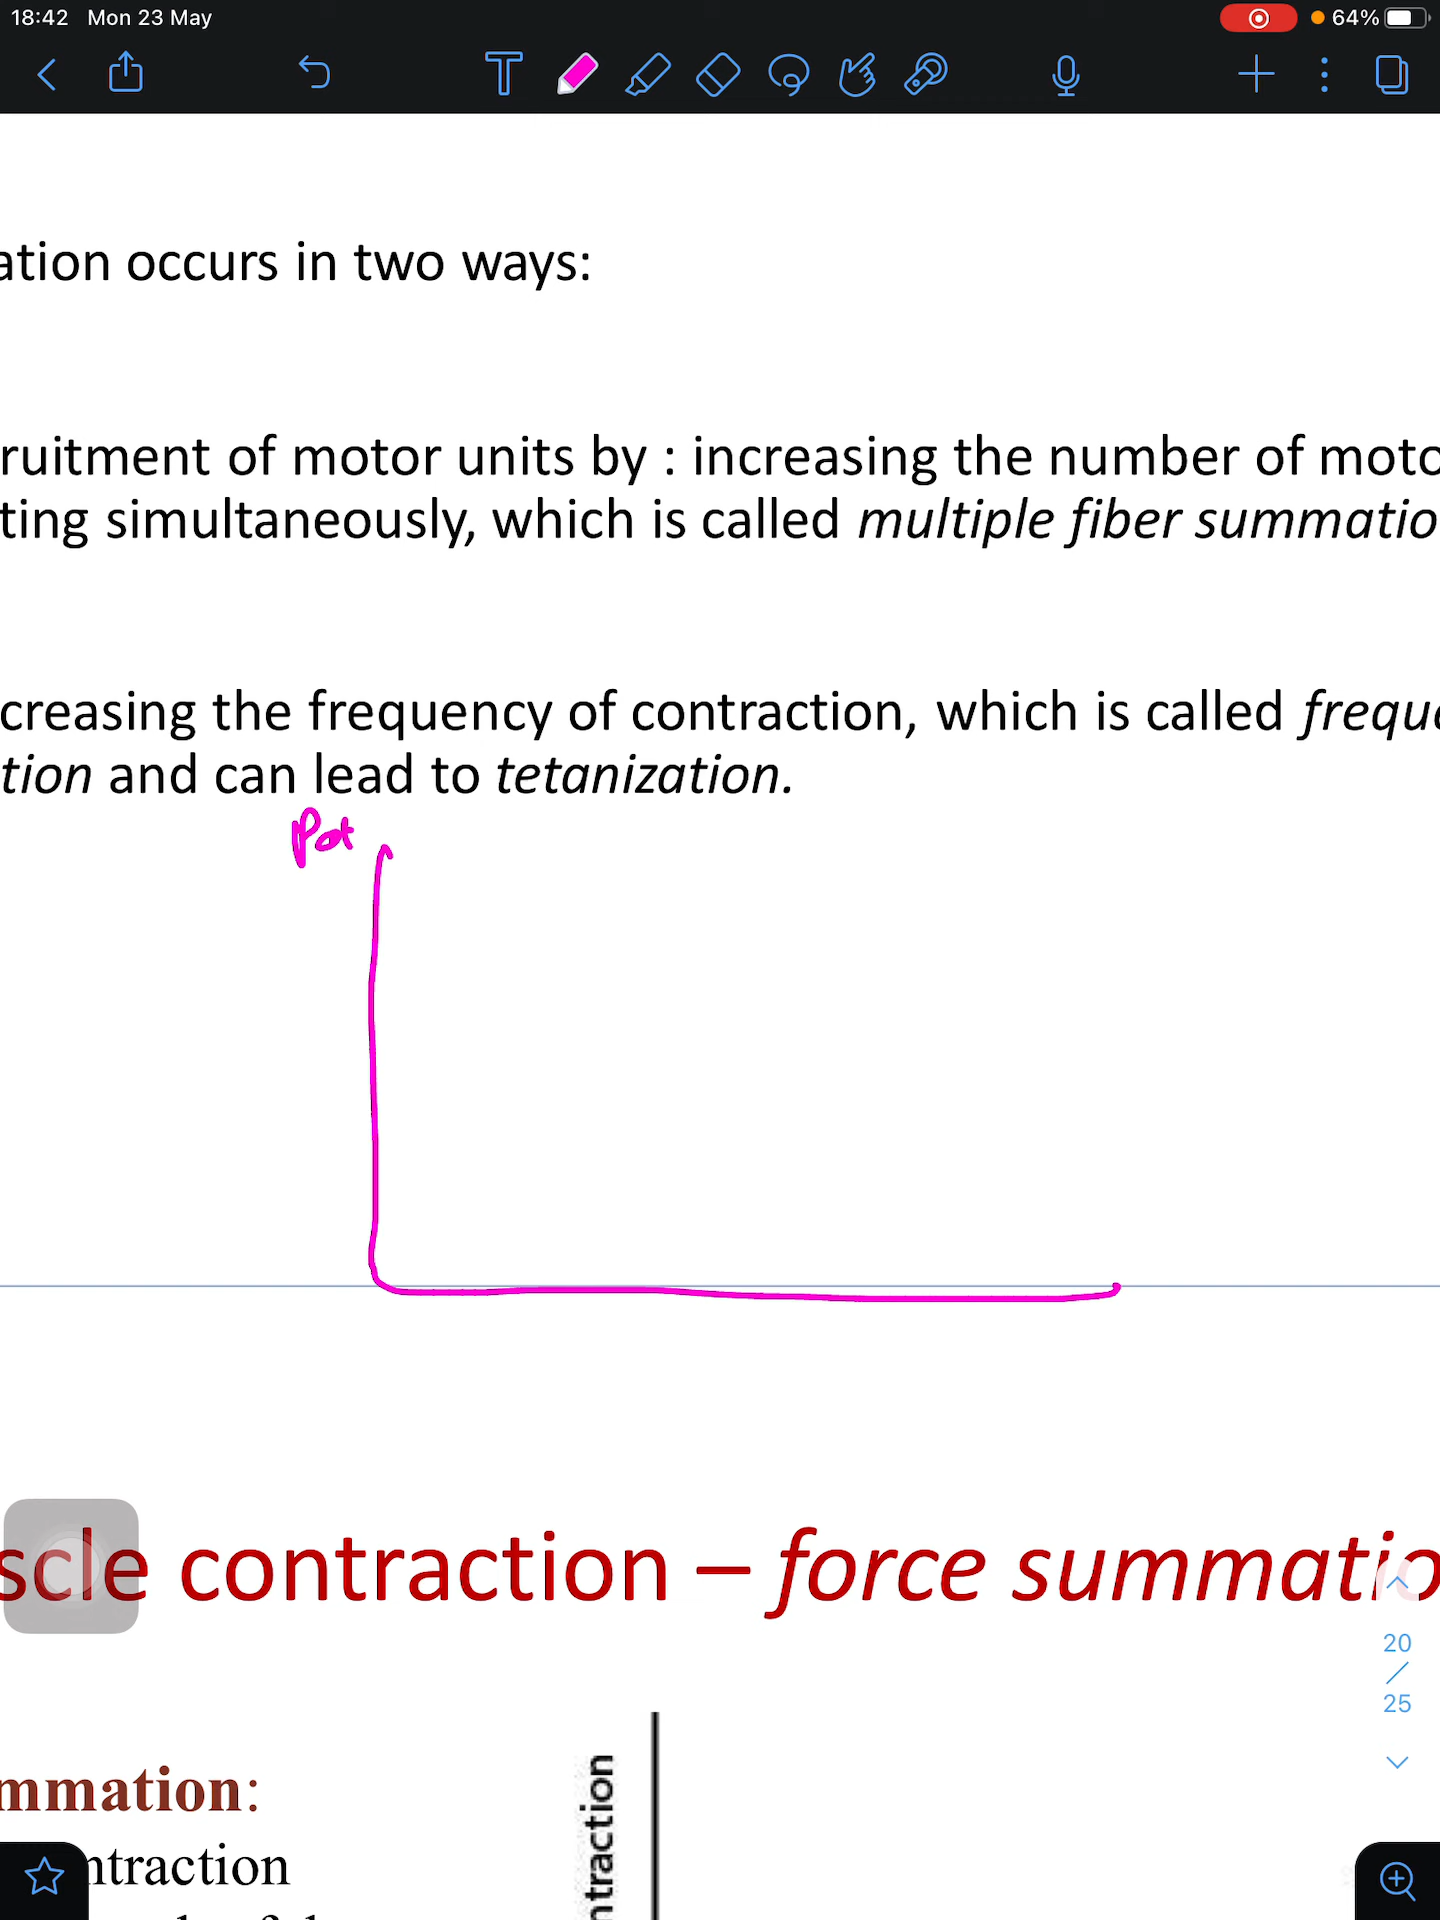 18:42 Mon 23 May
64%
T
ation occurs in two ways:
ruitment of motor units by : increasing the number of moto
ting simultaneously, which is called multiple fiber summatio
creasing the frequency of contraction, which is called freque
tion and can lead to tetanization.
Pot
scle contraction – force summatio
20
/
25
mmation:
ntraction
ntraction